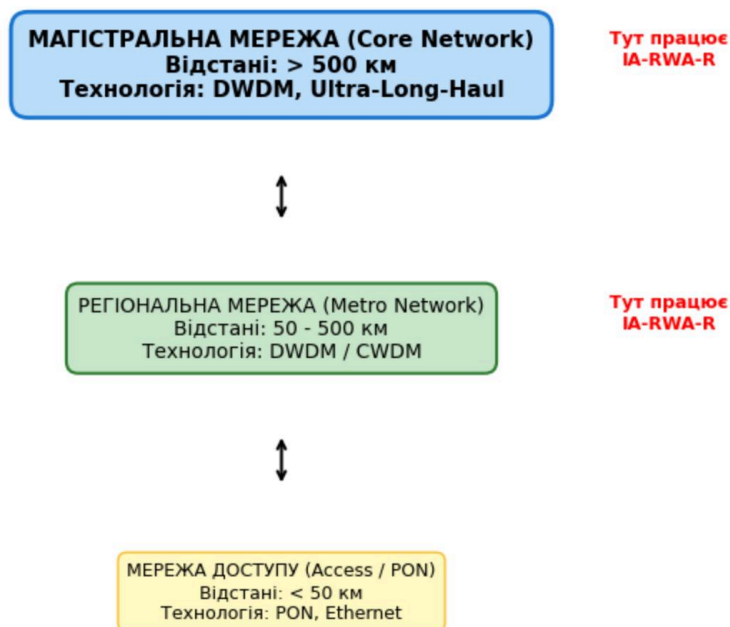 МАГІСТРАЛЬНА МЕРЕЖА (Core Network)
Відстані: > 500 км
Технологія: DWDM, Ultra-Long-Haul
Тут працює
IA-RWA-R
РЕГІОНАЛЬНА МЕРЕЖА (Metro Network)
Відстані: 50 - 500 км
Технологія: DWDM / CWDM
Тут працює
IA-RWA-R
МЕРЕЖА ДОСТУПУ (Access / PON)
Відстані: < 50 км
Технологія: PON, Ethernet